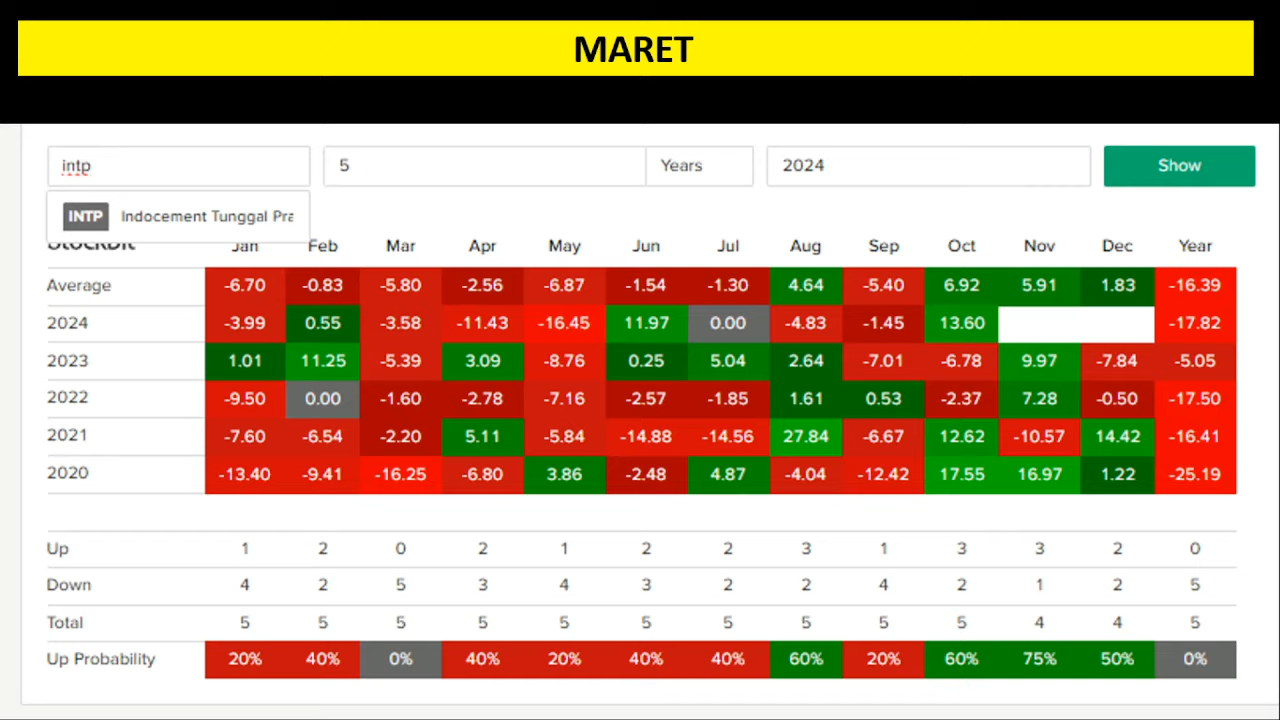 MARET
intp 5 Years 2024 Show
INTP Indocement Tunggal Pra
Stockbit Jan Feb Mar Apr May Jun Jul Aug Sep Oct Nov Dec Year
Average -6.70 -0.83 -5.80 -2.56 -6.87 -1.54 -1.30 4.64 -5.40 6.92 5.91 1.83 -16.39
2024 -3.99 0.55 -3.58 -11.43 -16.45 11.97 0.00 -4.83 -1.45 13.60 -17.82
2023 1.01 11.25 -5.39 3.09 -8.76 0.25 5.04 2.64 -7.01 -6.78 9.97 -7.84 -5.05
2022 -9.50 0.00 -1.60 -2.78 -7.16 -2.57 -1.85 1.61 0.53 -2.37 7.28 -0.50 -17.50
2021 -7.60 -6.54 -2.20 5.11 -5.84 -14.88 -14.56 27.84 -6.67 12.62 -10.57 14.42 -16.41
2020 -13.40 -9.41 -16.25 -6.80 3.86 -2.48 4.87 -4.04 -12.42 17.55 16.97 1.22 -25.19
Up 1 2 0 2 1 2 2 3 1 3 3 2 0
Down 4 2 5 3 4 3 2 2 4 2 1 2 5
Total 5 5 5 5 5 5 5 5 5 5 4 4 5
Up Probability 20% 40% 0% 40% 20% 40% 40% 60% 20% 60% 75% 50% 0%